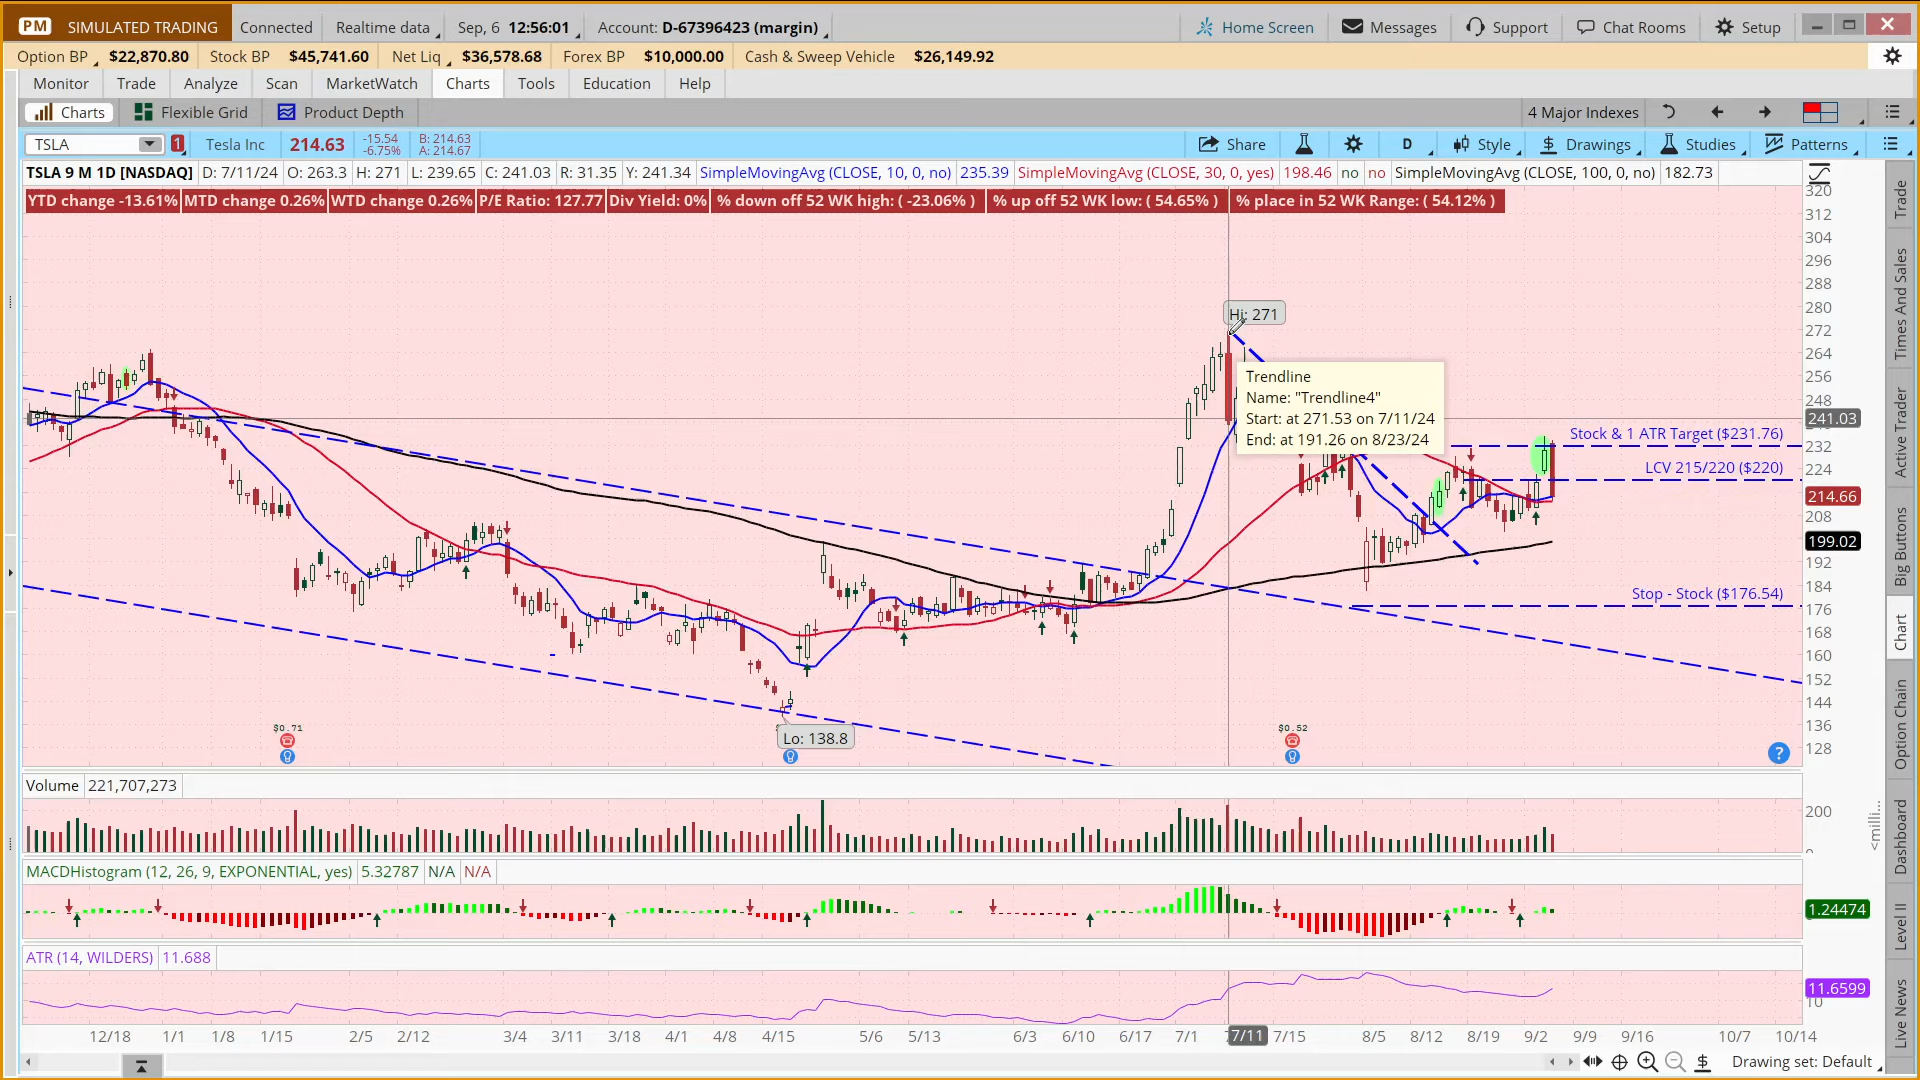 PM SIMULATED TRADING Connected Realtime data Sep, 6 12:56:01 Account: D-67396423 (margin) Home Screen Messages Support Chat Rooms Setup
Option BP $22,870.80 Stock BP $45,741.60 Net Liq $36,578.68 Forex BP $10,000.00 Cash & Sweep Vehicle $26,149.92
Monitor Trade Analyze Scan MarketWatch Charts Tools Education Help
Charts Flexible Grid Product Depth 4 Major Indexes
TSLA 1 Tesla Inc 214.63 -15.54 -6.75% B: 214.63 A: 214.67 Share D Style Drawings Studies Patterns
TSLA 9 M 1D [NASDAQ] D: 7/11/24 O: 263.3 H: 271 L: 239.65 C: 241.03 R: 31.35 Y: 241.34 SimpleMovingAvg (CLOSE, 10, 0, no) 235.39 SimpleMovingAvg (CLOSE, 30, 0, yes) 198.46 no no SimpleMovingAvg (CLOSE, 100, 0, no) 182.73
YTD change -13.61% MTD change 0.26% WTD change 0.26% P/E Ratio: 127.77 Div Yield: 0% % down off 52 WK high: ( -23.06% ) % up off 52 WK low: ( 54.65% ) % place in 52 WK Range: ( 54.12% )
320
312
304
296
288
280
272
264
256
248
241.03
232
224
214.66
208
199.02
192
184
176
168
160
152
144
136
128
Hi: 271
Trendline
Name: "Trendline4"
Start: at 271.53 on 7/11/24
End: at 191.26 on 8/23/24
Stock & 1 ATR Target ($231.76)
LCV 215/220 ($220)
Stop - Stock ($176.54)
$0.71
Lo: 138.8
$0.52
?
Volume 221,707,273
200
<milli...
MACDHistogram (12, 26, 9, EXPONENTIAL, yes) 5.32787 N/A N/A
1.24474
ATR (14, WILDERS) 11.688
11.6599
10
12/18 1/1 1/8 1/15 2/5 2/12 3/4 3/11 3/18 4/1 4/8 4/15 5/6 5/13 6/3 6/10 6/17 7/1 7/11 7/15 8/5 8/12 8/19 9/2 9/9 9/16 10/7 10/14
Drawing set: Default
Trade
Times And Sales
Active Trader
Big Buttons
Chart
Option Chain
Dashboard
Level II
Live News